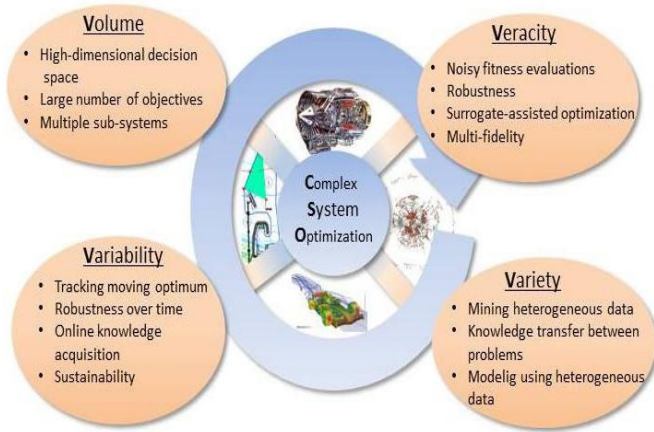 Volume
• High-dimensional decision
space
• Large number of objectives
• Multiple sub-systems
Veracity
• Noisy fitness evaluations
• Robustness
• Surrogate-assisted optimization
• Multi-fidelity
Complex
System
Optimization
Variability
• Tracking moving optimum
• Robustness over time
• Online knowledge
acquisition
• Sustainability
Variety
• Mining heterogeneous data
• Knowledge transfer between
problems
• Modelig using heterogeneous
data